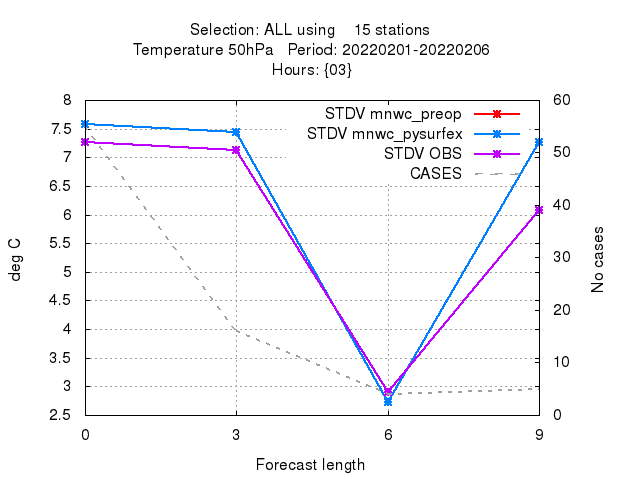 Selection: ALL using    15 stations
Temperature 50hPa   Period: 20220201-20220206
Hours: {03}
STDV mnwc_preop
STDV mnwc_pysurfex
STDV OBS
CASES
deg C
8
7.5
7
6.5
6
5.5
5
4.5
4
3.5
3
2.5
60
50
40
30
20
10
0
No cases
0 3 6 9
Forecast length